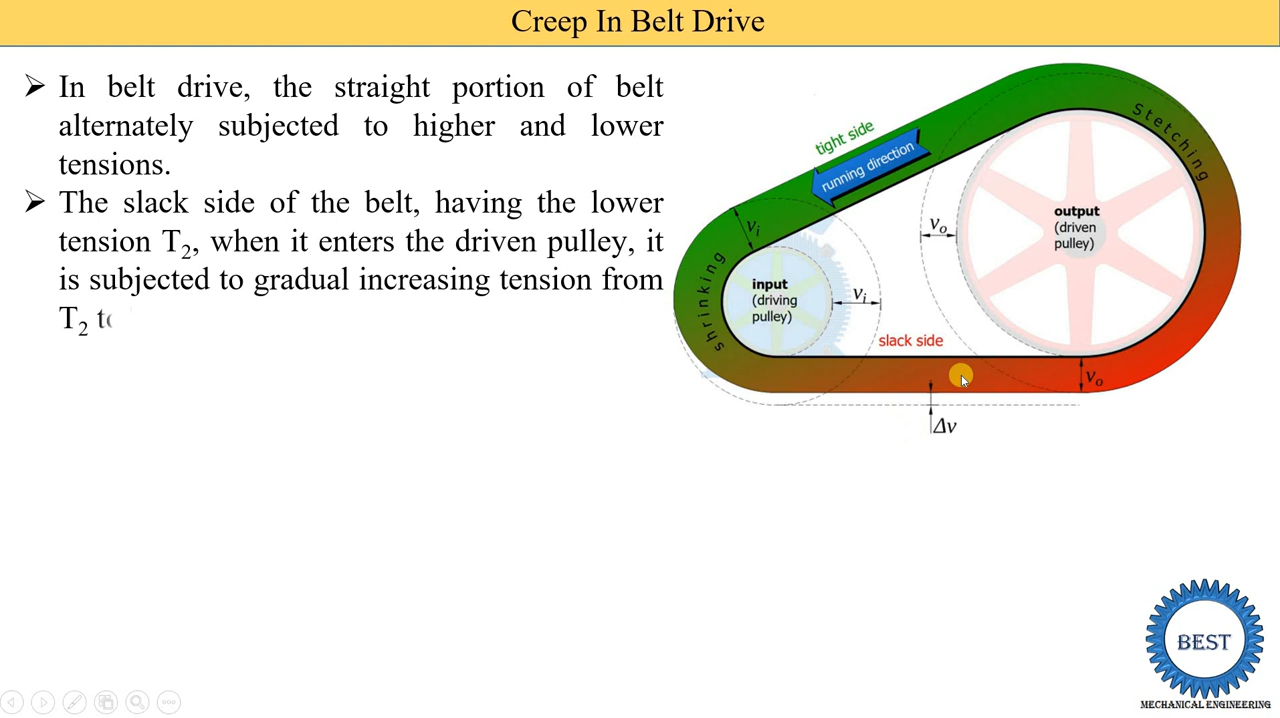 Creep In Belt Drive
➢ In belt drive, the straight portion of belt
alternately subjected to higher and lower
tensions.
➢ The slack side of the belt, having the lower
tension T₂, when it enters the driven pulley, it
is subjected to gradual increasing tension from
T₂
tight side
running direction
Stetching
output
(driven
pulley)
vᵢ
vₒ
shrinking
input
(driving
pulley)
vᵢ
slack side
vₒ
Δv
BEST
MECHANICAL ENGINEERING